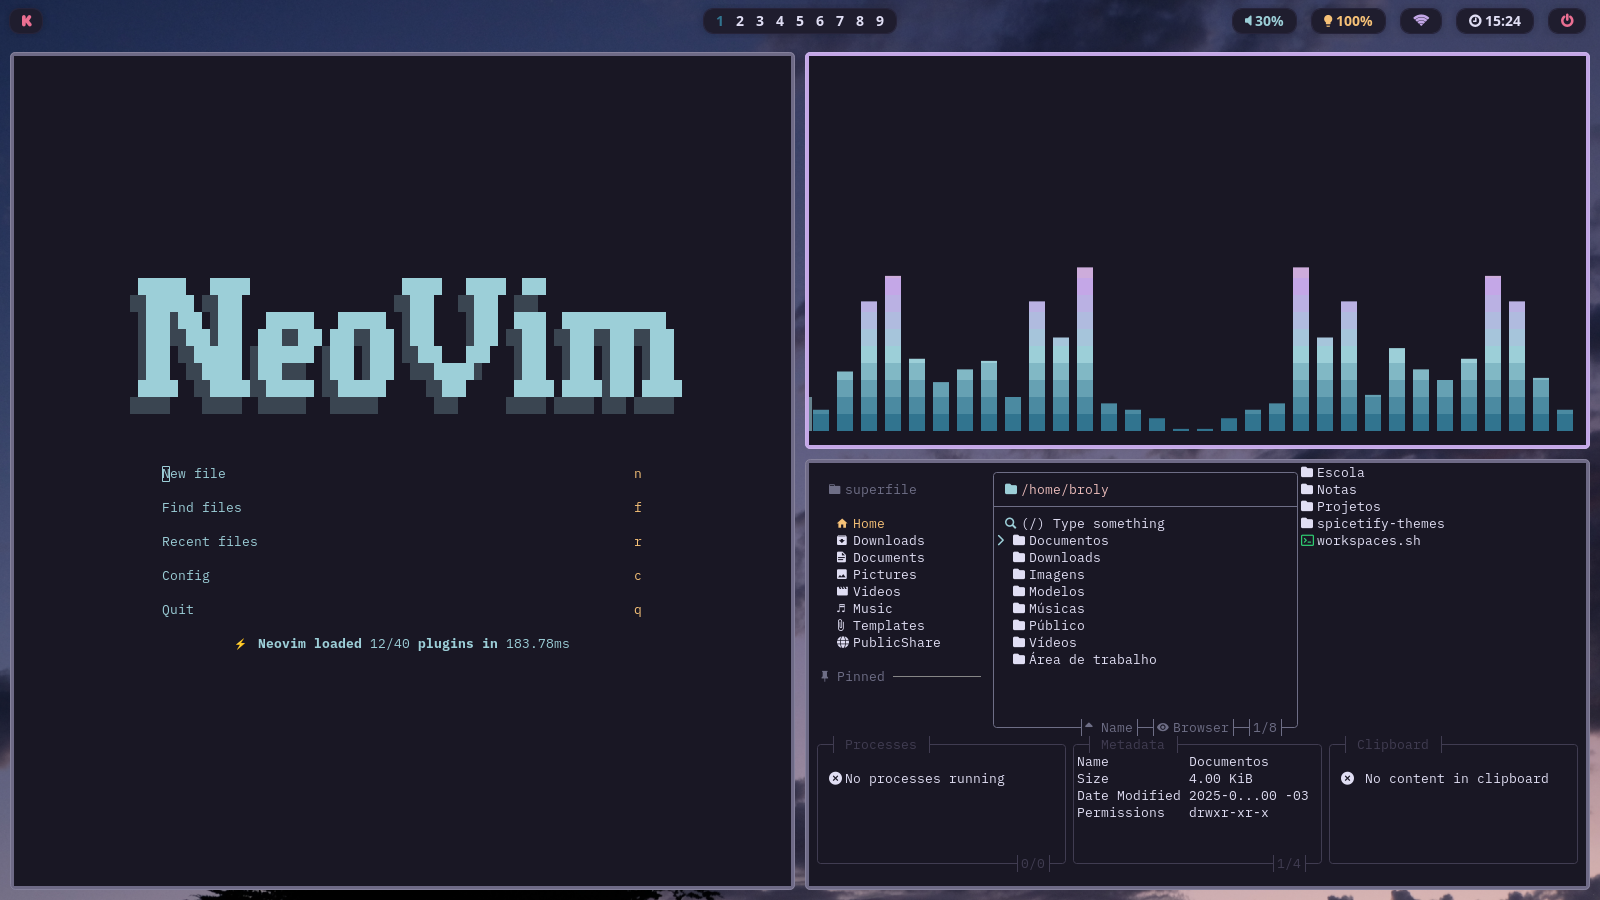 K
1 2 3 4 5 6 7 8 9
30%
100%
15:24
NeoVim
New file n
Find files f
Recent files r
Config c
Quit q
⚡ Neovim loaded 12/40 plugins in 183.78ms
superfile
Home
Downloads
Documents
Pictures
Videos
Music
Templates
PublicShare
Pinned
/home/broly
(/) Type something
Documentos
Downloads
Imagens
Modelos
Músicas
Público
Vídeos
Área de trabalho
Name Browser 1/8
Escola
Notas
Projetos
spicetify-themes
workspaces.sh
Processes
No processes running
0/0
Metadata
Name Documentos
Size 4.00 KiB
Date Modified 2025-0...00 -03
Permissions drwxr-xr-x
1/4
Clipboard
No content in clipboard